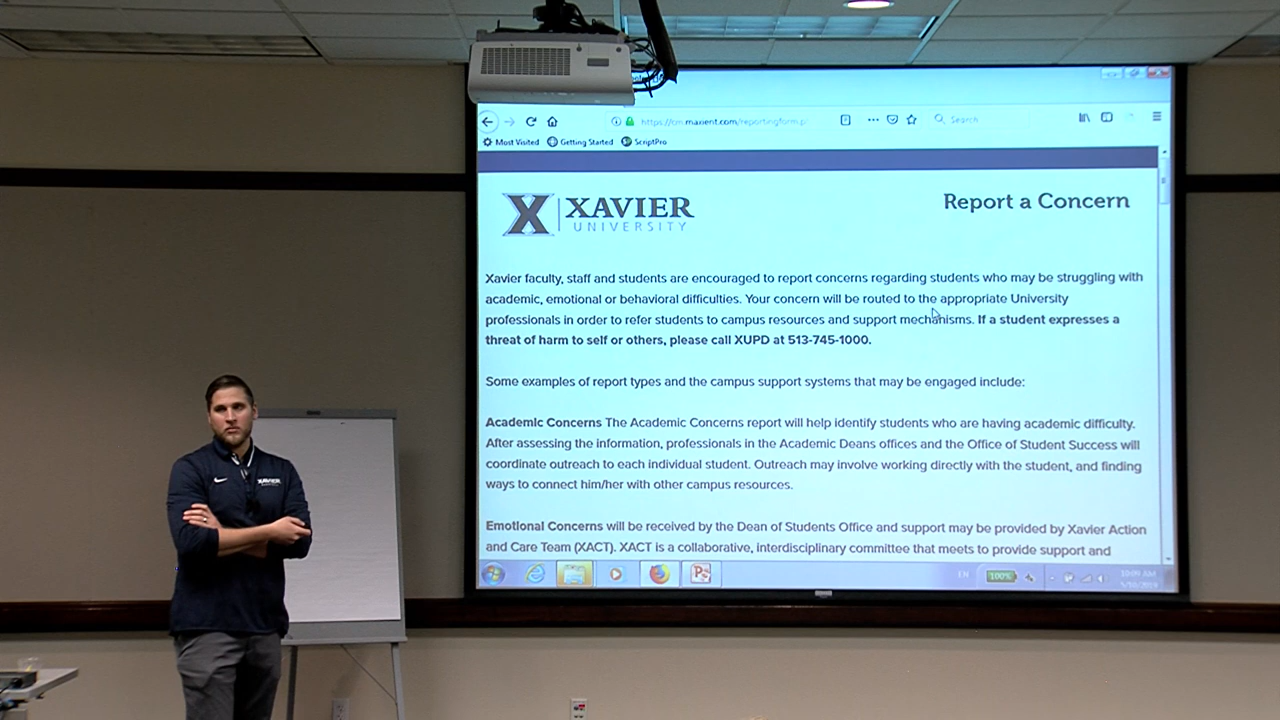 https://cm.maxient.com/reportingform.p
Search
Most Visited
Getting Started
ScriptPro
XAVIER
UNIVERSITY
Report a Concern
Xavier faculty, staff and students are encouraged to report concerns regarding students who may be struggling with
academic, emotional or behavioral difficulties. Your concern will be routed to the appropriate University
professionals in order to refer students to campus resources and support mechanisms. If a student expresses a
threat of harm to self or others, please call XUPD at 513-745-1000.
Some examples of report types and the campus support systems that may be engaged include:
Academic Concerns The Academic Concerns report will help identify students who are having academic difficulty.
After assessing the information, professionals in the Academic Deans offices and the Office of Student Success will
coordinate outreach to each individual student. Outreach may involve working directly with the student, and finding
ways to connect him/her with other campus resources.
Emotional Concerns will be received by the Dean of Students Office and support may be provided by Xavier Action
and Care Team (XACT). XACT is a collaborative, interdisciplinary committee that meets to provide support and
EN
100%
XAVIER